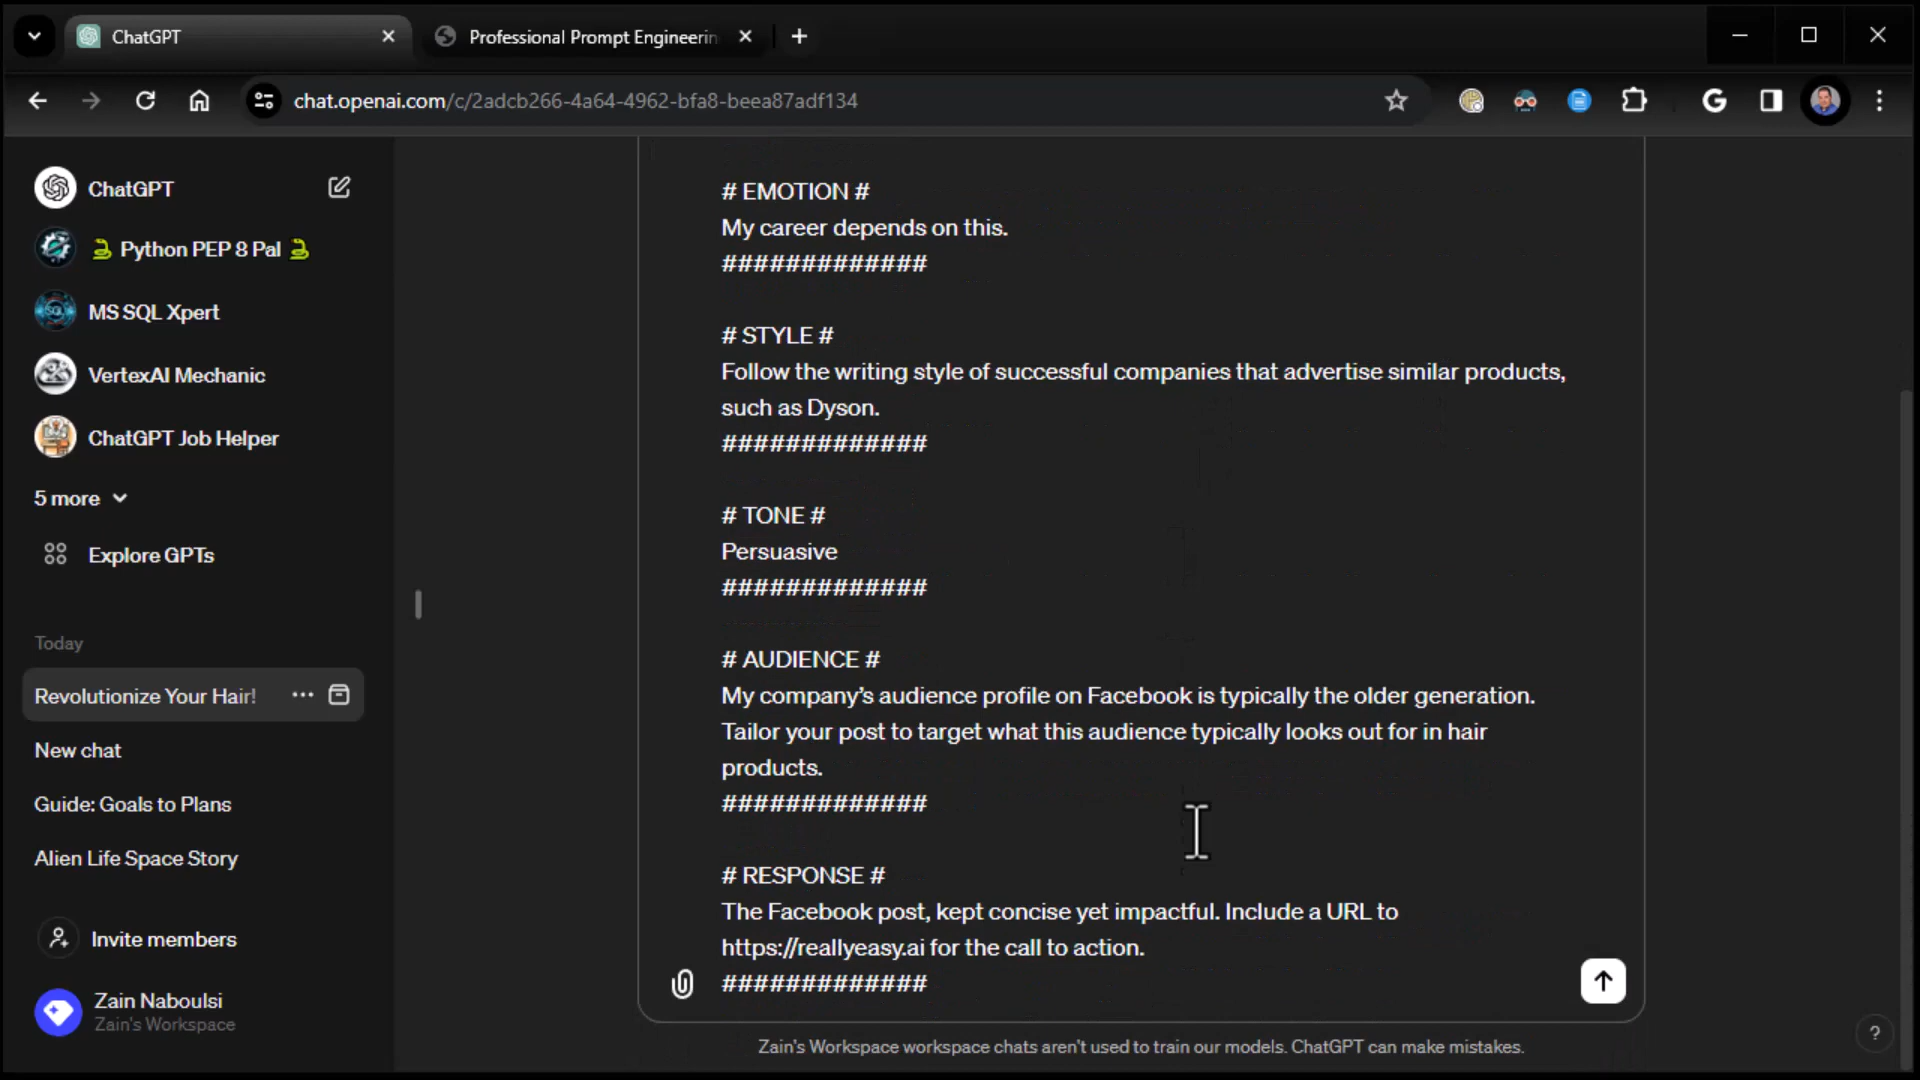 ChatGPT
Professional Prompt Engineerin
chat.openai.com/c/2adcb266-4a64-4962-bfa8-beea87adf134
ChatGPT
Python PEP 8 Pal
MS SQL Xpert
VertexAI Mechanic
ChatGPT Job Helper
5 more
Explore GPTs
Today
Revolutionize Your Hair!
New chat
Guide: Goals to Plans
Alien Life Space Story
Invite members
Zain Naboulsi
Zain's Workspace
# EMOTION #
My career depends on this.
#############
# STYLE #
Follow the writing style of successful companies that advertise similar products,
such as Dyson.
#############
# TONE #
Persuasive
#############
# AUDIENCE #
My company’s audience profile on Facebook is typically the older generation.
Tailor your post to target what this audience typically looks out for in hair
products.
#############
# RESPONSE #
The Facebook post, kept concise yet impactful. Include a URL to
https://reallyeasy.ai for the call to action.
#############
Zain's Workspace workspace chats aren't used to train our models. ChatGPT can make mistakes.
?